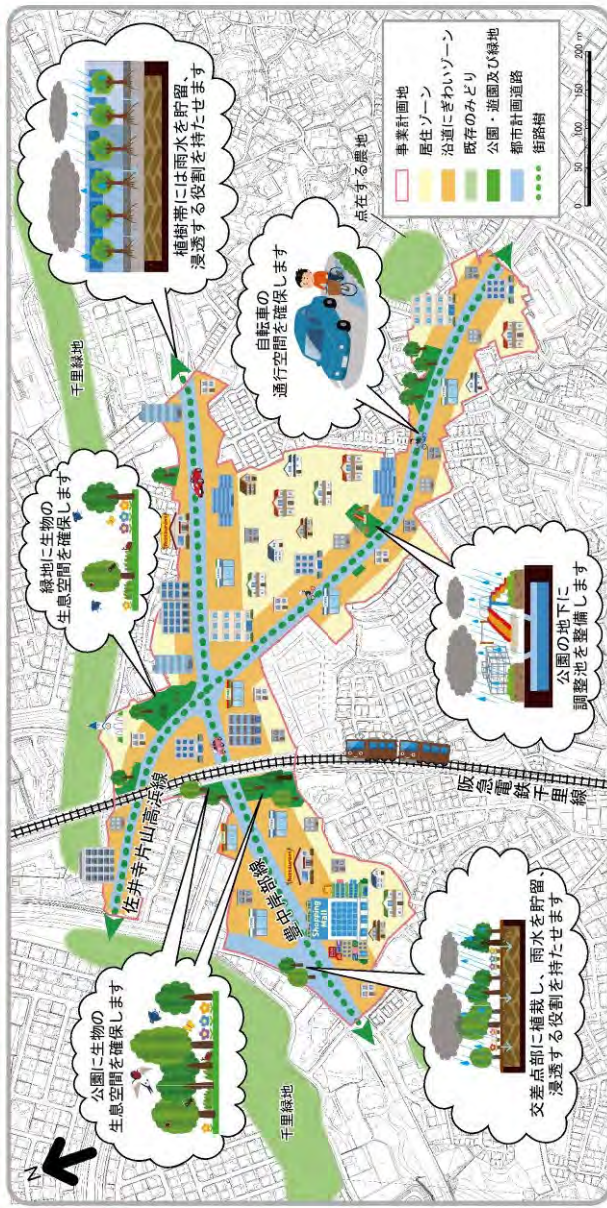 N
公園に生物の
生息空間を確保します
緑地に生物の
生息空間を確保します
植樹帯には雨水を貯留、
浸透する役割を持たせます
千里緑地
千里緑地
佐井寺片山高浜線
豊中岸部線
Shopping
Mall
Restaurant
Restaurant
阪急電鉄千里線
自転車の
通行空間を確保します
点在する農地
交差点部に植栽し、雨水を貯留、
浸透する役割を持たせます
公園の地下に
調整池を整備します
事業計画地
居住ゾーン
沿道にぎわいゾーン
既存のみどり
公園・遊園及び緑地
都市計画道路
街路樹
0 50 100 200 m